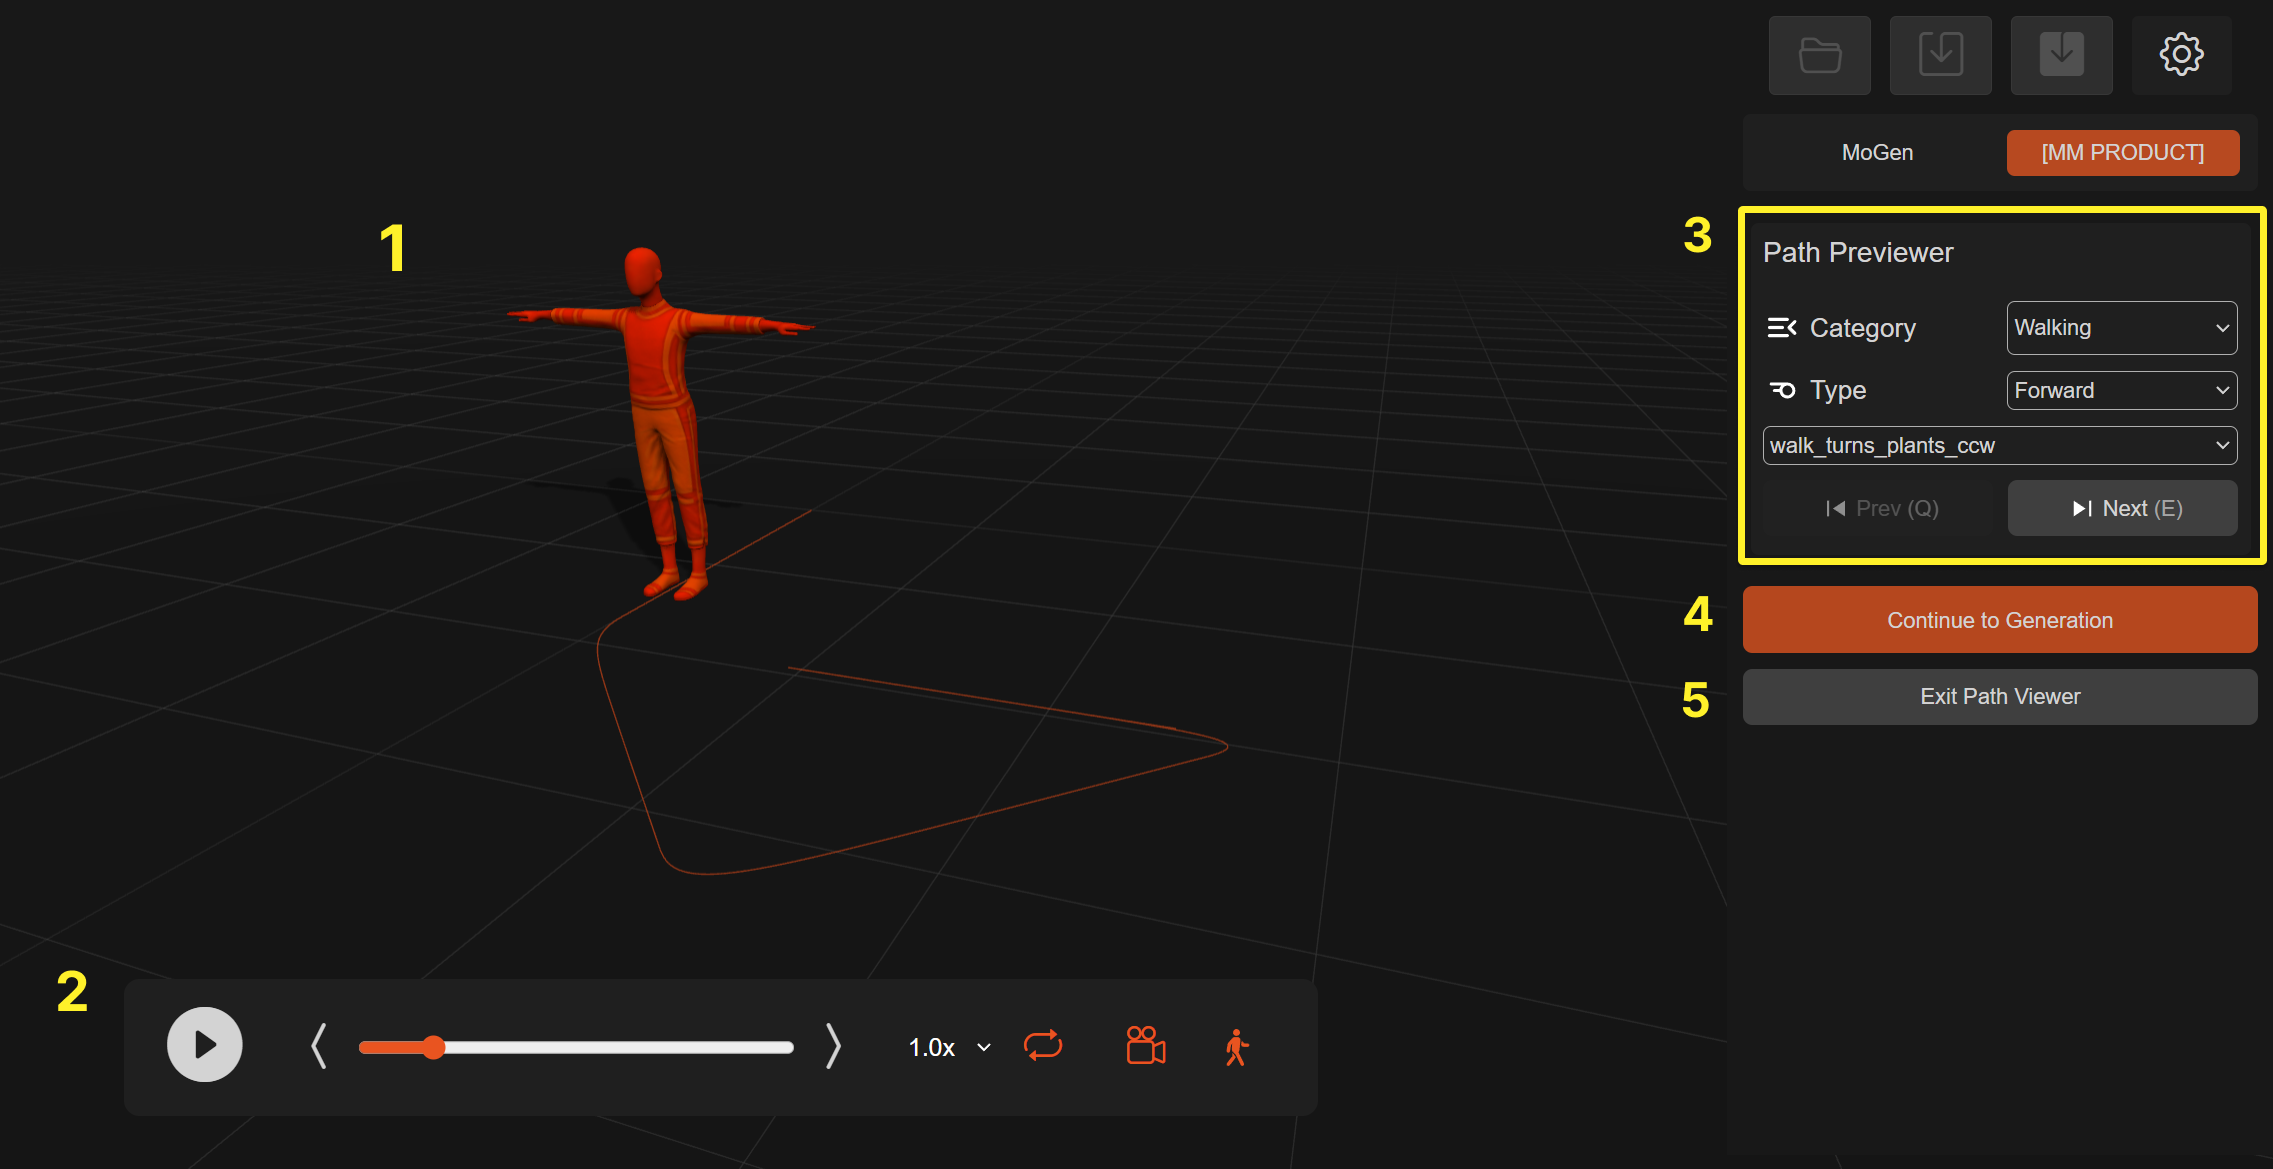 MoGen
[MM PRODUCT]
1
3
Path Previewer
Category
Walking
Type
Forward
walk_turns_plants_ccw
Prev (Q)
Next (E)
4
Continue to Generation
5
Exit Path Viewer
2
1.0x